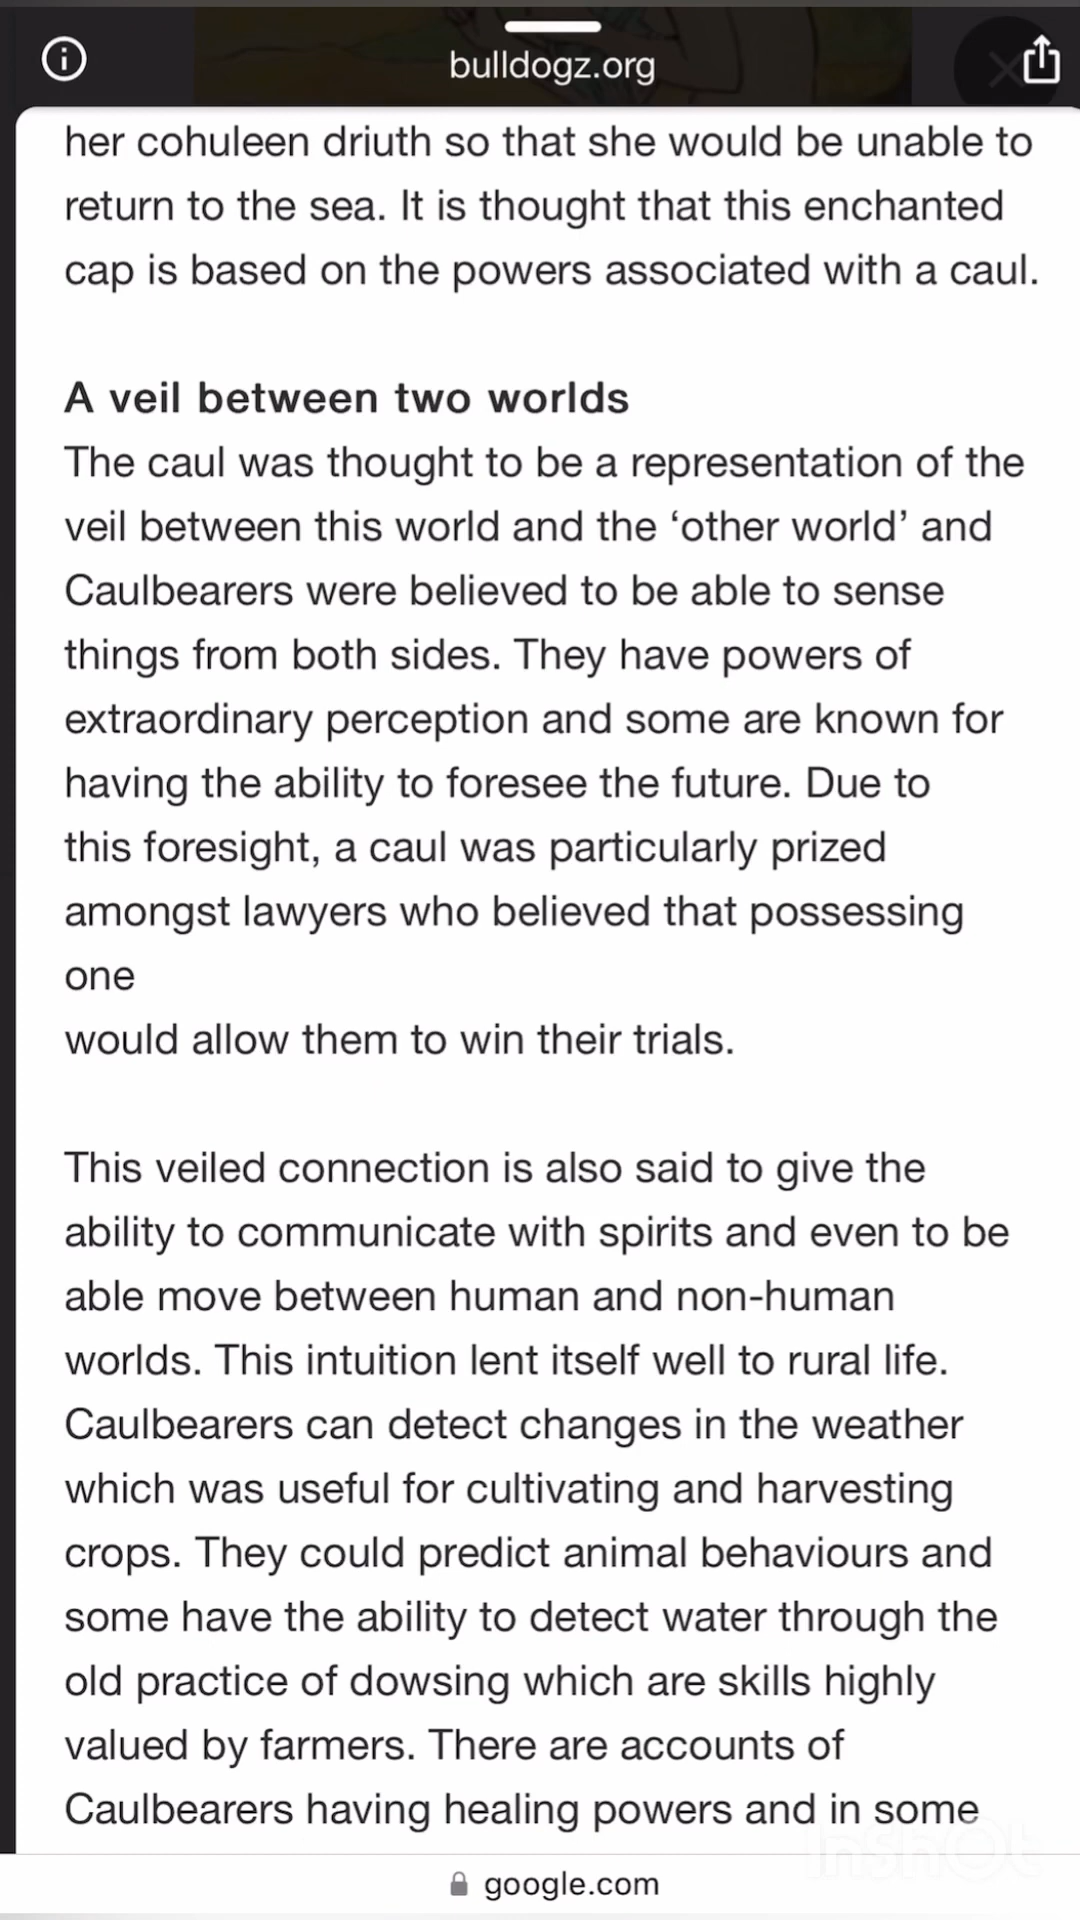 bulldogz.org
her cohuleen driuth so that she would be unable to
return to the sea. It is thought that this enchanted
cap is based on the powers associated with a caul.
A veil between two worlds
The caul was thought to be a representation of the
veil between this world and the ‘other world’ and
Caulbearers were believed to be able to sense
things from both sides. They have powers of
extraordinary perception and some are known for
having the ability to foresee the future. Due to
this foresight, a caul was particularly prized
amongst lawyers who believed that possessing
one
would allow them to win their trials.
This veiled connection is also said to give the
ability to communicate with spirits and even to be
able move between human and non-human
worlds. This intuition lent itself well to rural life.
Caulbearers can detect changes in the weather
which was useful for cultivating and harvesting
crops. They could predict animal behaviours and
some have the ability to detect water through the
old practice of dowsing which are skills highly
valued by farmers. There are accounts of
Caulbearers having healing powers and in some
InShOt
google.com